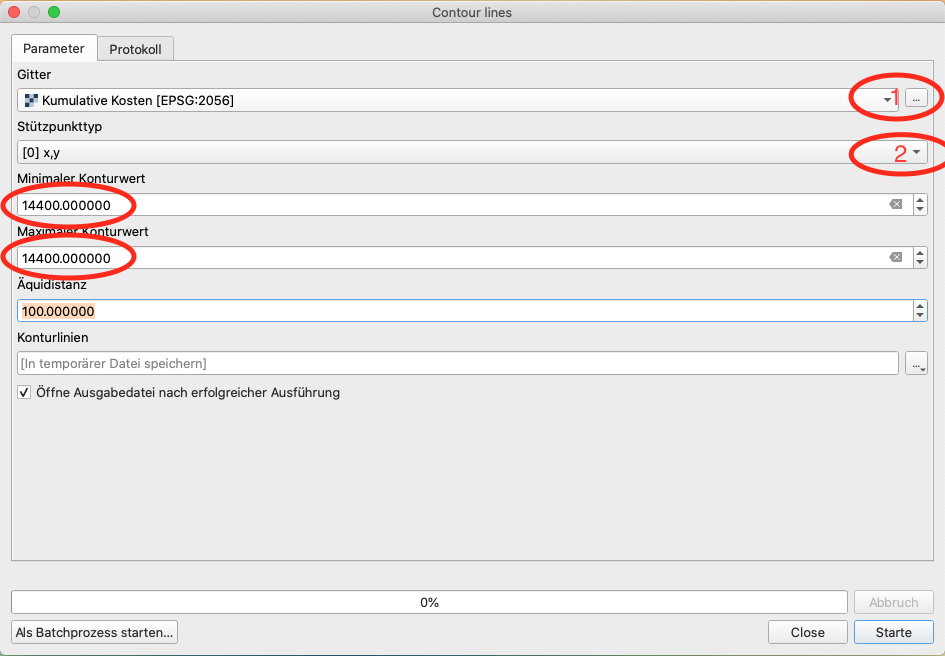 Contour lines
Parameter
Protokoll
Gitter
Kumulative Kosten [EPSG:2056]
1
...
Stützpunkttyp
[0] x,y
2
Minimaler Konturwert
14400.000000
Maximaler Konturwert
14400.000000
Äquidistanz
100.000000
Konturlinien
[In temporärer Datei speichern]
...
Öffne Ausgabedatei nach erfolgreicher Ausführung
0%
Abbruch
Als Batchprozess starten...
Close
Starte